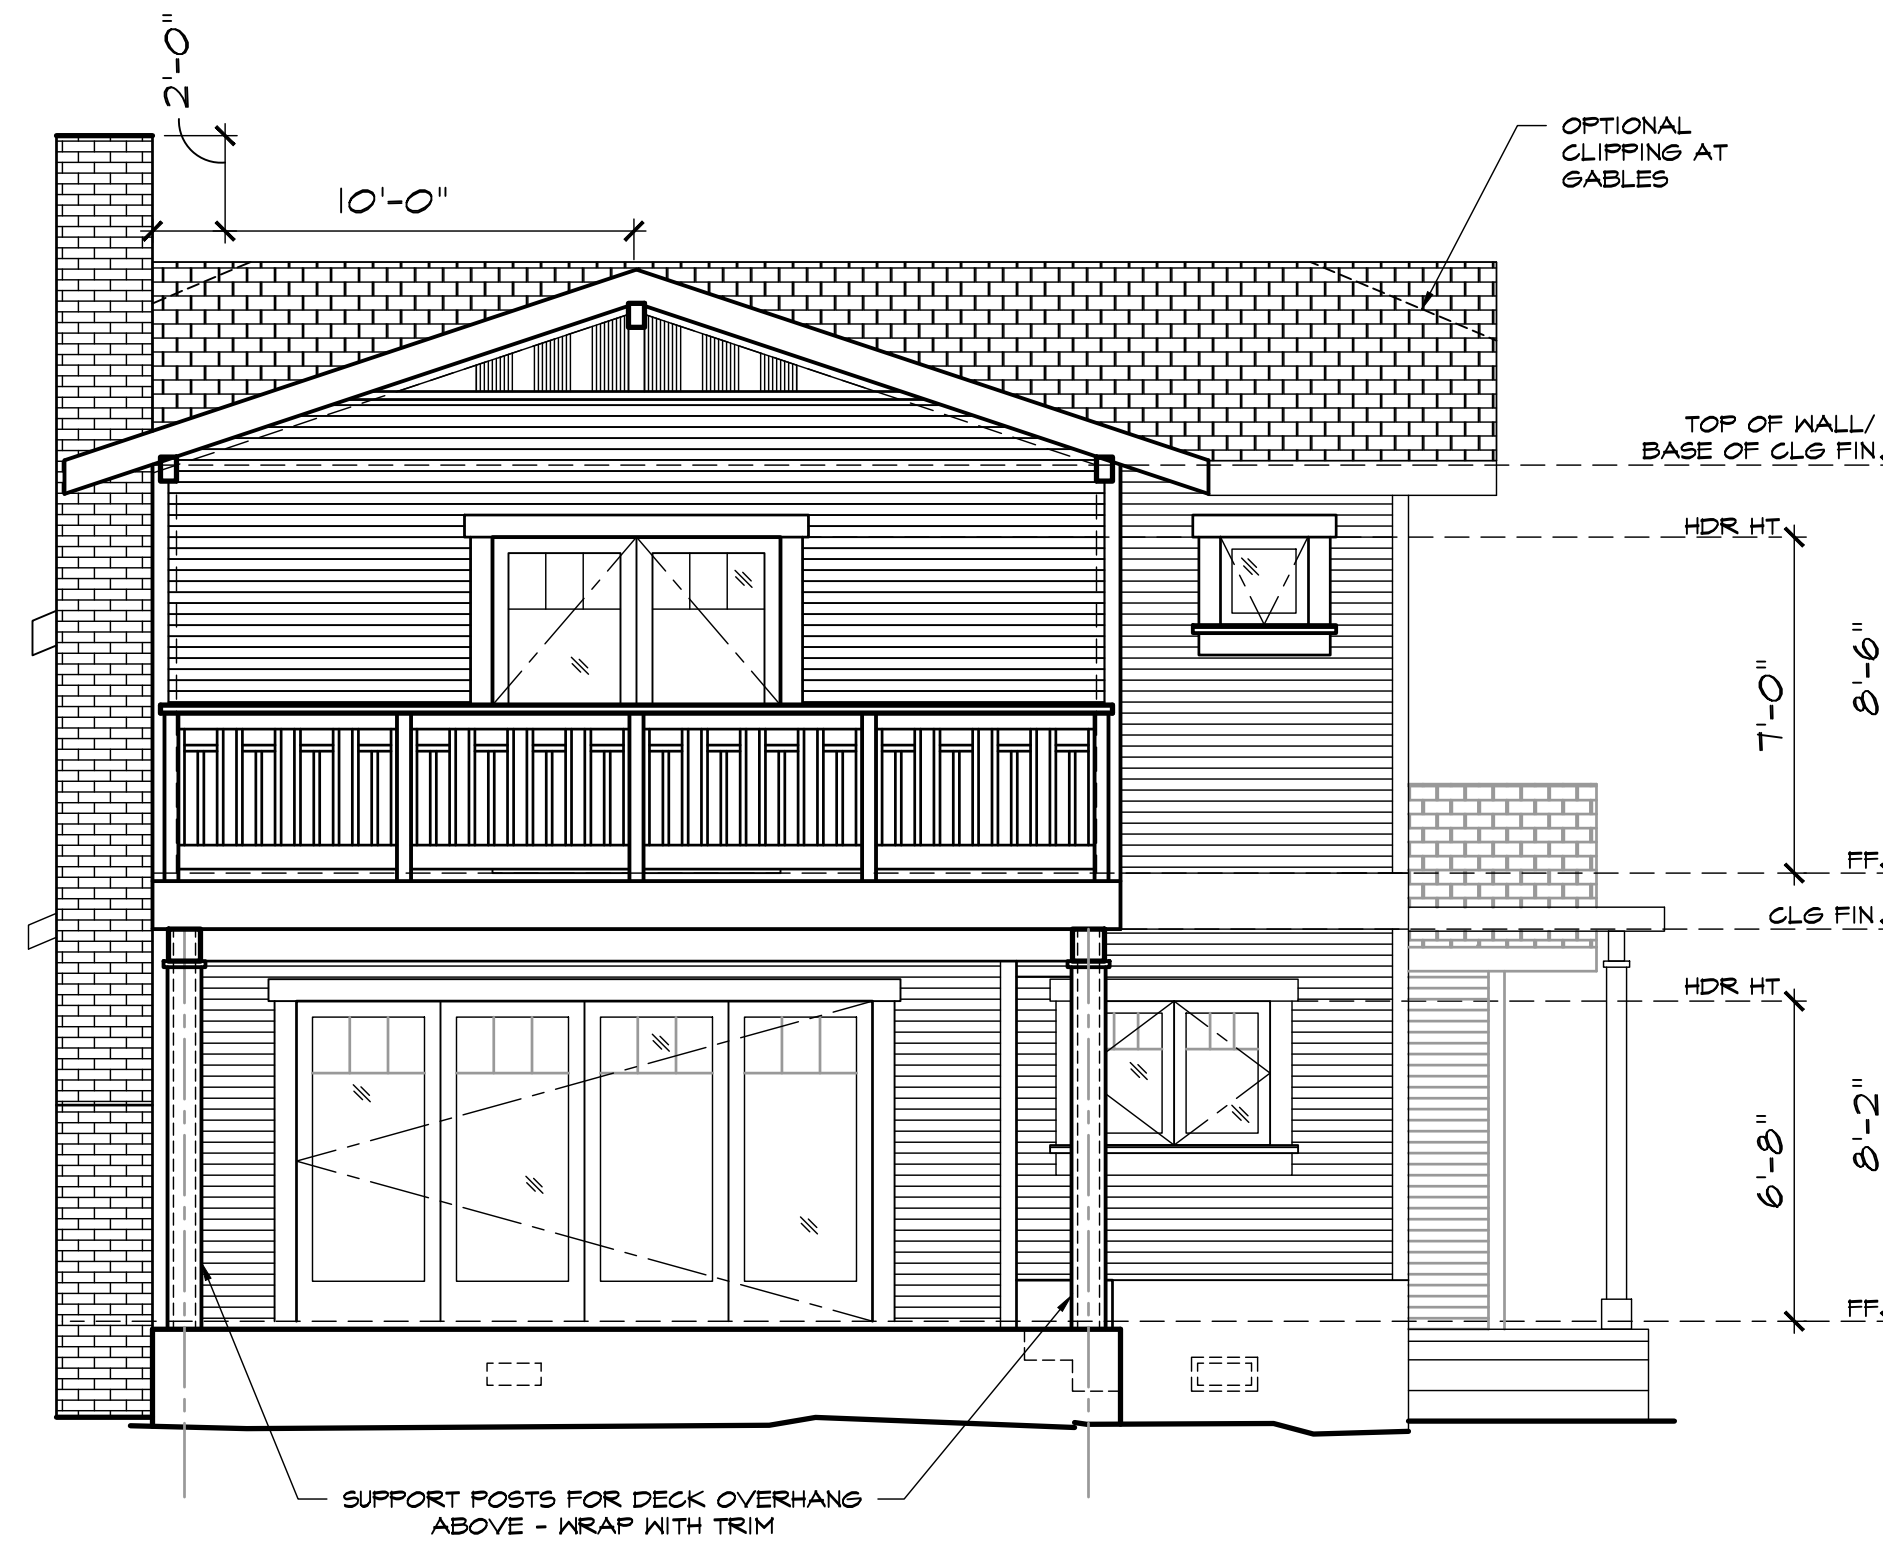 2'-0"
10'-0"
OPTIONAL
CLIPPING AT
GABLES
TOP OF WALL/
BASE OF CLG FIN.
HDR HT
7'-0"
8'-6"
FF.
CLG FIN.
HDR HT
6'-8"
8'-2"
FF.
SUPPORT POSTS FOR DECK OVERHANG
ABOVE - WRAP WITH TRIM